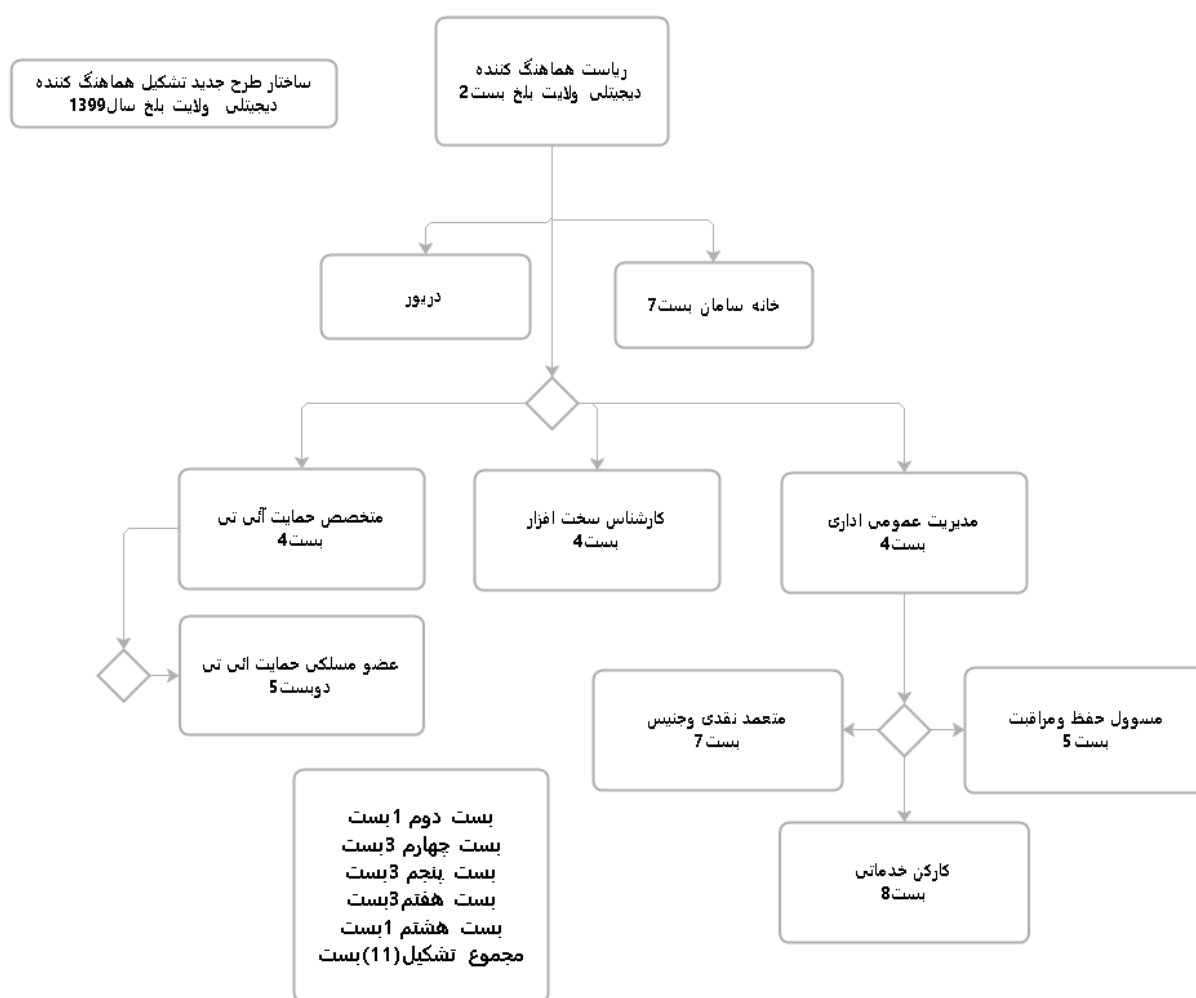 ساختار طرح جدید تشکیل هماهنگ کننده
دیجیتلی ولایت بلخ سال1399
ریاست هماهنگ کننده
دیجیتلی ولایت بلخ بست2
دریور
خانه سامان بست7
متخصص حمایت آئی تی
بست4
کارشناس سخت افزار
بست4
مدیریت عمومی اداری
بست4
عضو مسلکی حمایت ائی تی
دوبست5
متعمد نقدی وجنیس
بست7
مسوول حفظ ومراقبت
بست5
کارکن خدماتی
بست8
بست دوم 1بست
بست چهارم 3بست
بست پنجم 3بست
بست هفتم3بست
بست هشتم 1بست
مجموع تشکیل(11)بست